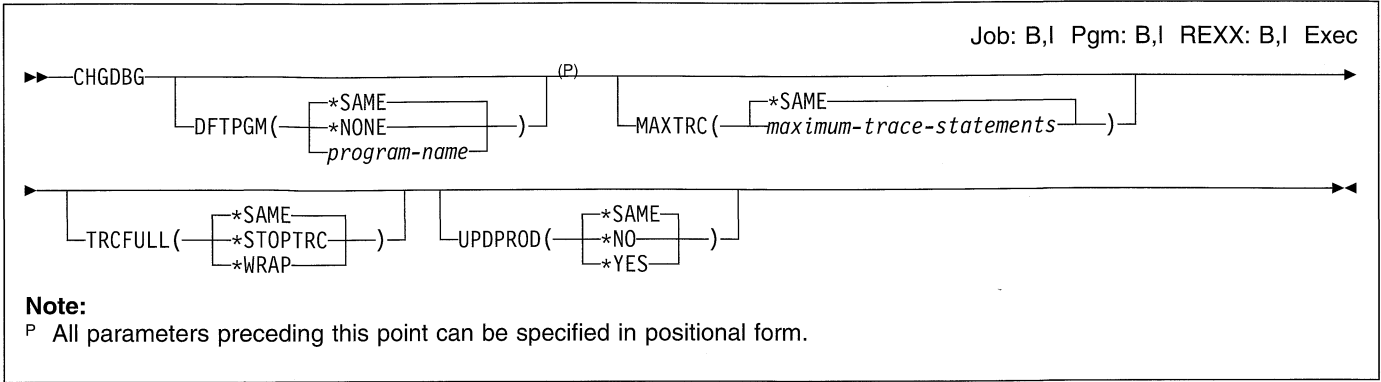 Job: B,I Pgm: B,I REXX: B,I Exec
CHGDBG
(P)
DFTPGM(
*SAME
*NONE
program-name
)
MAXTRC(
*SAME
maximum-trace-statements
)
TRCFULL(
*SAME
*STOPTRC
*WRAP
)
UPDPROD(
*SAME
*NO
*YES
)
Note:
P All parameters preceding this point can be specified in positional form.